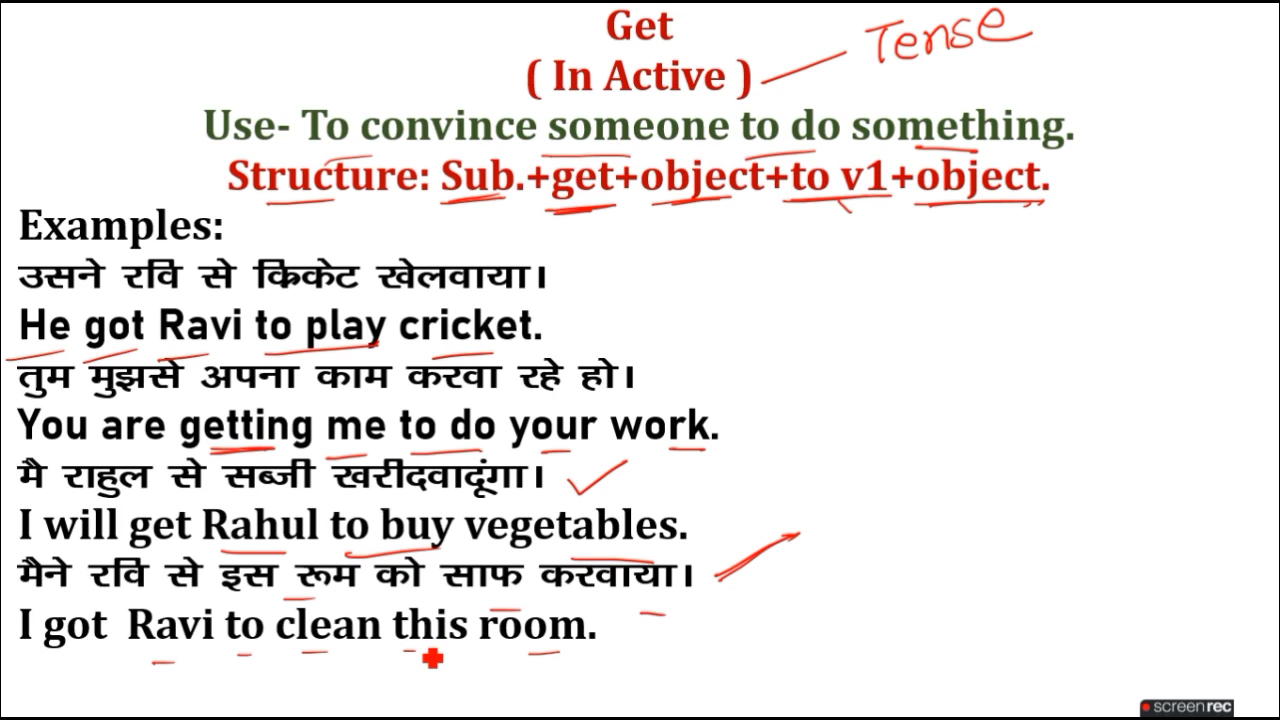 Get
( In Active )
Tense
Use- To convince someone to do something.
Structure: Sub.+get+object+to v1+object.
Examples:
उसने रवि से क्रिकेट खेलवाया।
He got Ravi to play cricket.
तुम मुझसे अपना काम करवा रहे हो।
You are getting me to do your work.
मै राहुल से सब्जी खरीदवादूंगा।
I will get Rahul to buy vegetables.
मैने रवि से इस रूम को साफ करवाया।
I got Ravi to clean this room.
screenrec